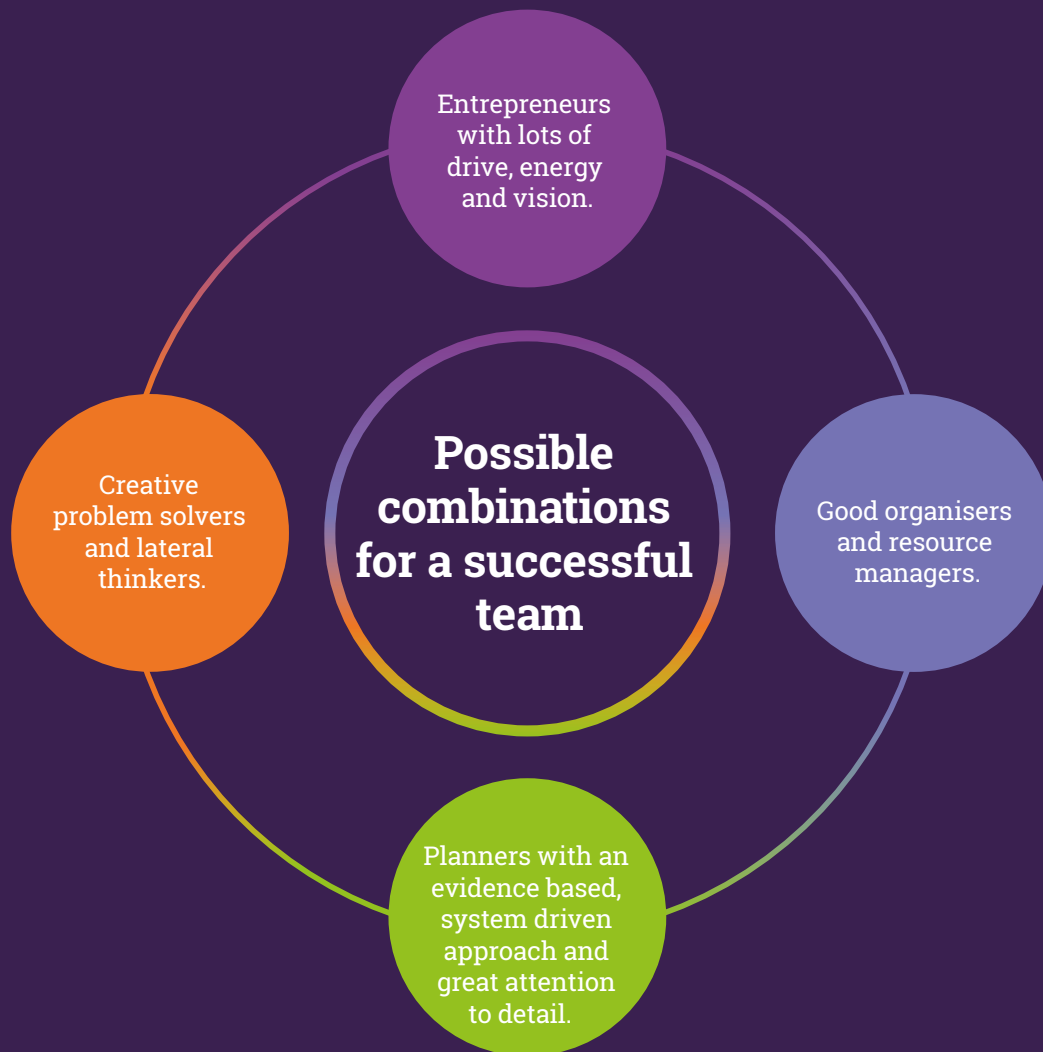 Entrepreneurs
with lots of
drive, energy
and vision.
Possible
combinations
for a successful
team
Creative
problem solvers
and lateral
thinkers.
Good organisers
and resource
managers.
Planners with an
evidence based,
system driven
approach and
great attention
to detail.